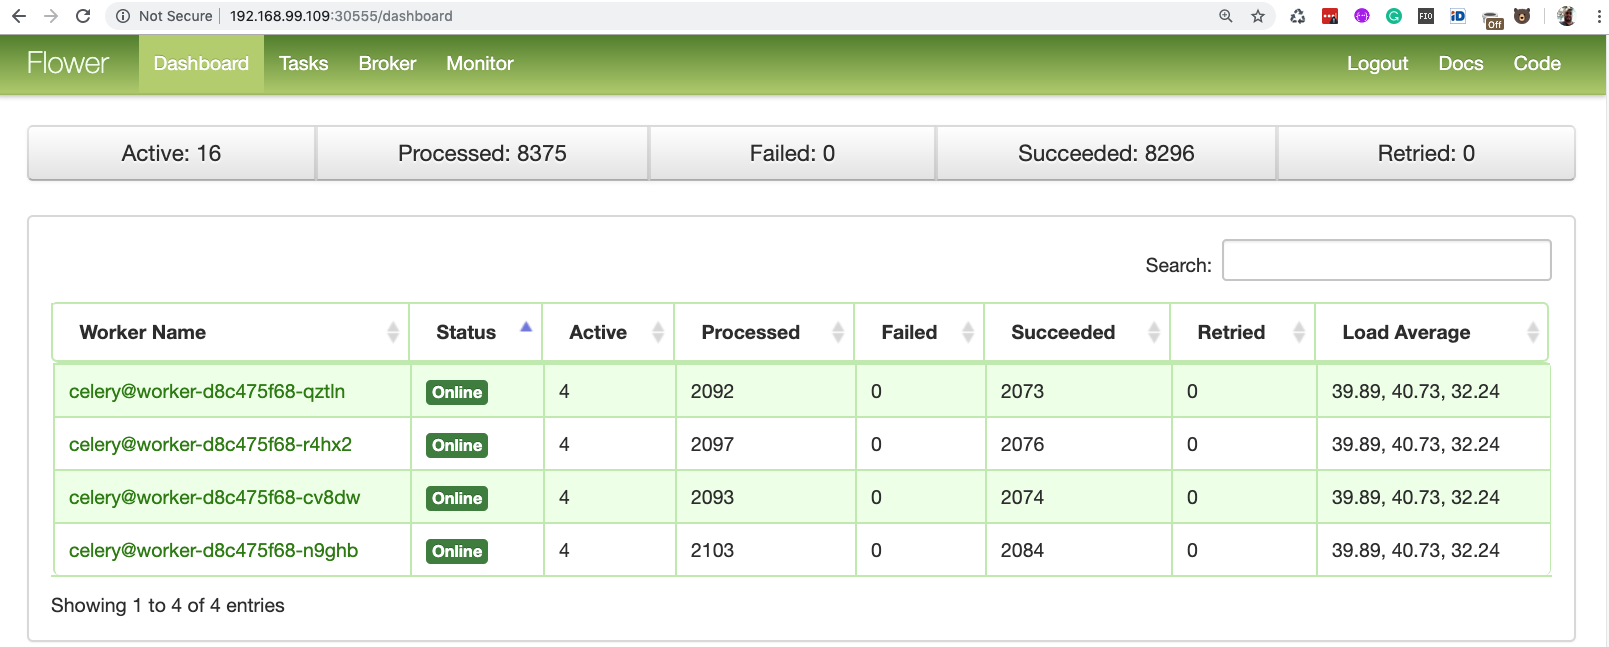 Not Secure 192.168.99.109:30555/dashboard
FIO iD Off
Flower Dashboard Tasks Broker Monitor Logout Docs Code
Active: 16 Processed: 8375 Failed: 0 Succeeded: 8296 Retried: 0
Search:
Worker Name Status Active Processed Failed Succeeded Retried Load Average
celery@worker-d8c475f68-qztln Online 4 2092 0 2073 0 39.89, 40.73, 32.24
celery@worker-d8c475f68-r4hx2 Online 4 2097 0 2076 0 39.89, 40.73, 32.24
celery@worker-d8c475f68-cv8dw Online 4 2093 0 2074 0 39.89, 40.73, 32.24
celery@worker-d8c475f68-n9ghb Online 4 2103 0 2084 0 39.89, 40.73, 32.24
Showing 1 to 4 of 4 entries